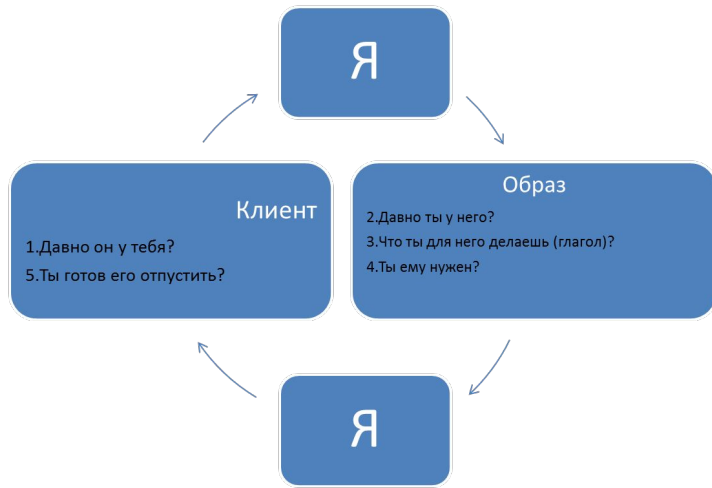 Я
Клиент
1.Давно он у тебя?
5.Ты готов его отпустить?
Образ
2.Давно ты у него?
3.Что ты для него делаешь (глагол)?
4.Ты ему нужен?
Я